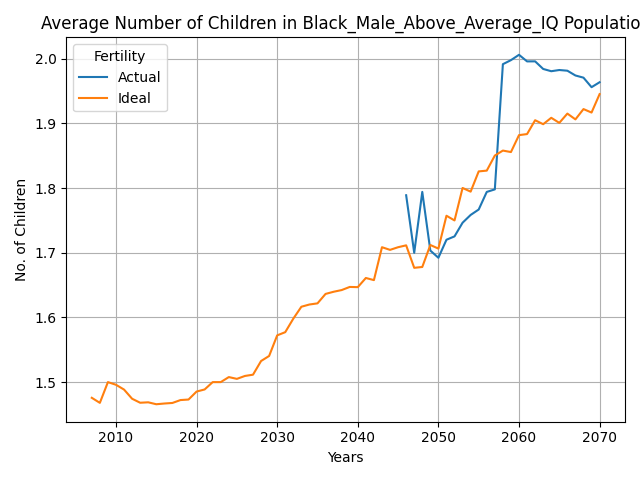 Average Number of Children in Black_Male_Above_Average_IQ Populatio
Fertility
Actual
Ideal
No. of Children
2.0
1.9
1.8
1.7
1.6
1.5
2010 2020 2030 2040 2050 2060 2070
Years